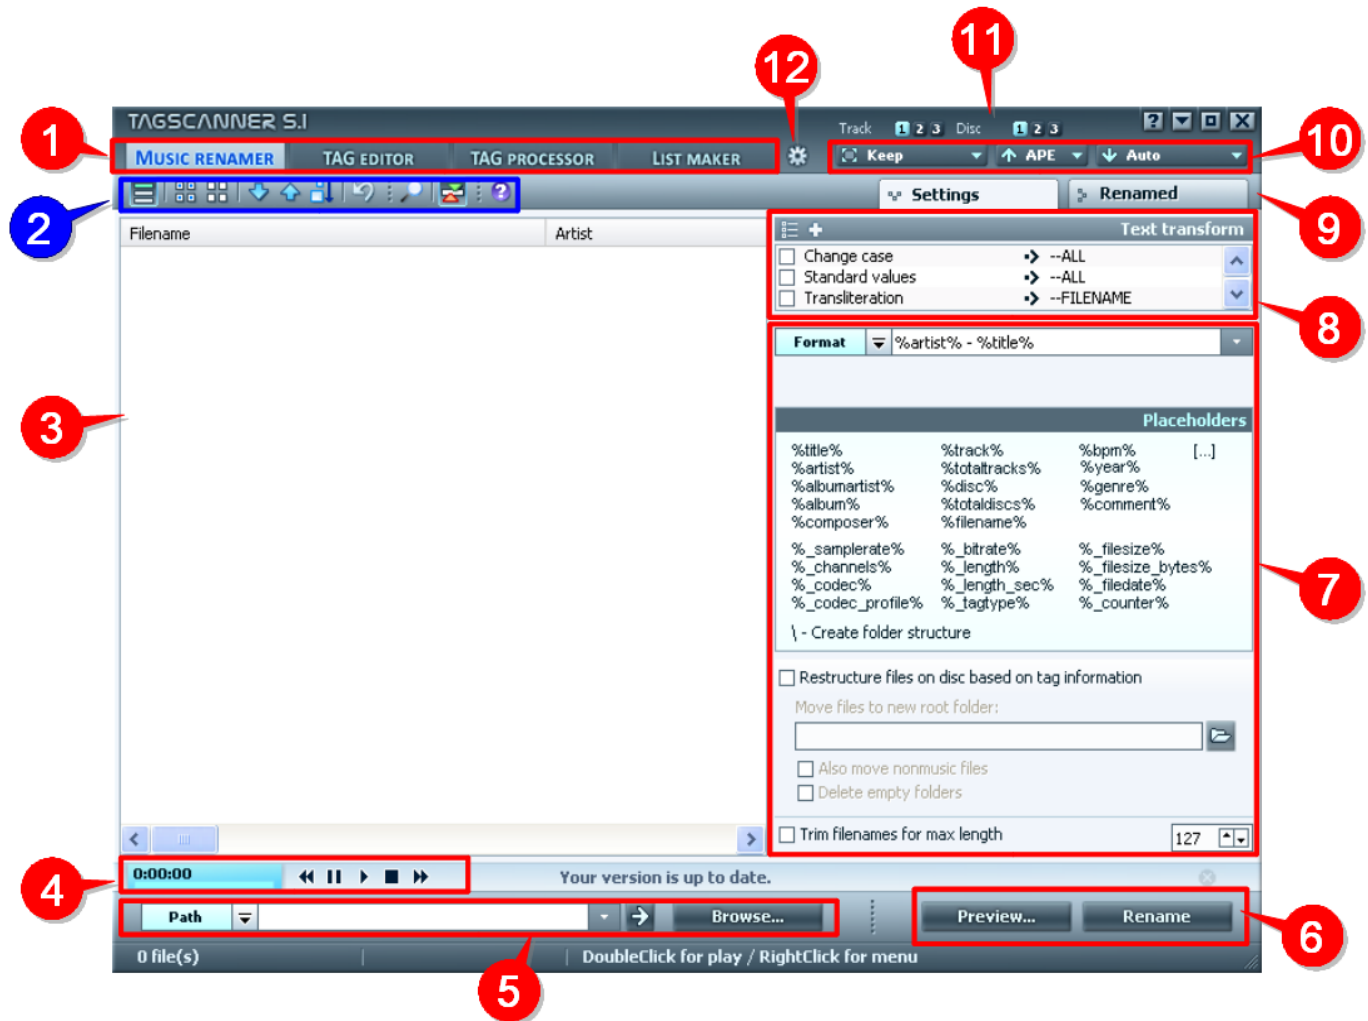 11
12
TAGSCANNER 5.1
Track 1 2 3 Disc 1 2 3
?
X
1
MUSIC RENAMER TAG EDITOR TAG PROCESSOR LIST MAKER
Keep APE Auto
10
2
?
Settings Renamed
9
Filename Artist
Text transform
Change case --ALL
Standard values --ALL
Transliteration --FILENAME
8
Format %artist% - %title%
3
Placeholders
%title% %track% %bpm% [...]
%artist% %totaltracks% %year%
%albumartist% %disc% %genre%
%album% %totaldiscs% %comment%
%composer% %filename%
%_samplerate% %_bitrate% %_filesize%
%_channels% %_length% %_filesize_bytes%
%_codec% %_length_sec% %_filedate%
%_codec_profile% %_tagtype% %_counter%
7
\ - Create folder structure
Restructure files on disc based on tag information
Move files to new root folder:
Also move nonmusic files
Delete empty folders
Trim filenames for max length 127
4
0:00:00 Your version is up to date.
Path Browse... Preview... Rename
6
0 file(s) DoubleClick for play / RightClick for menu
5